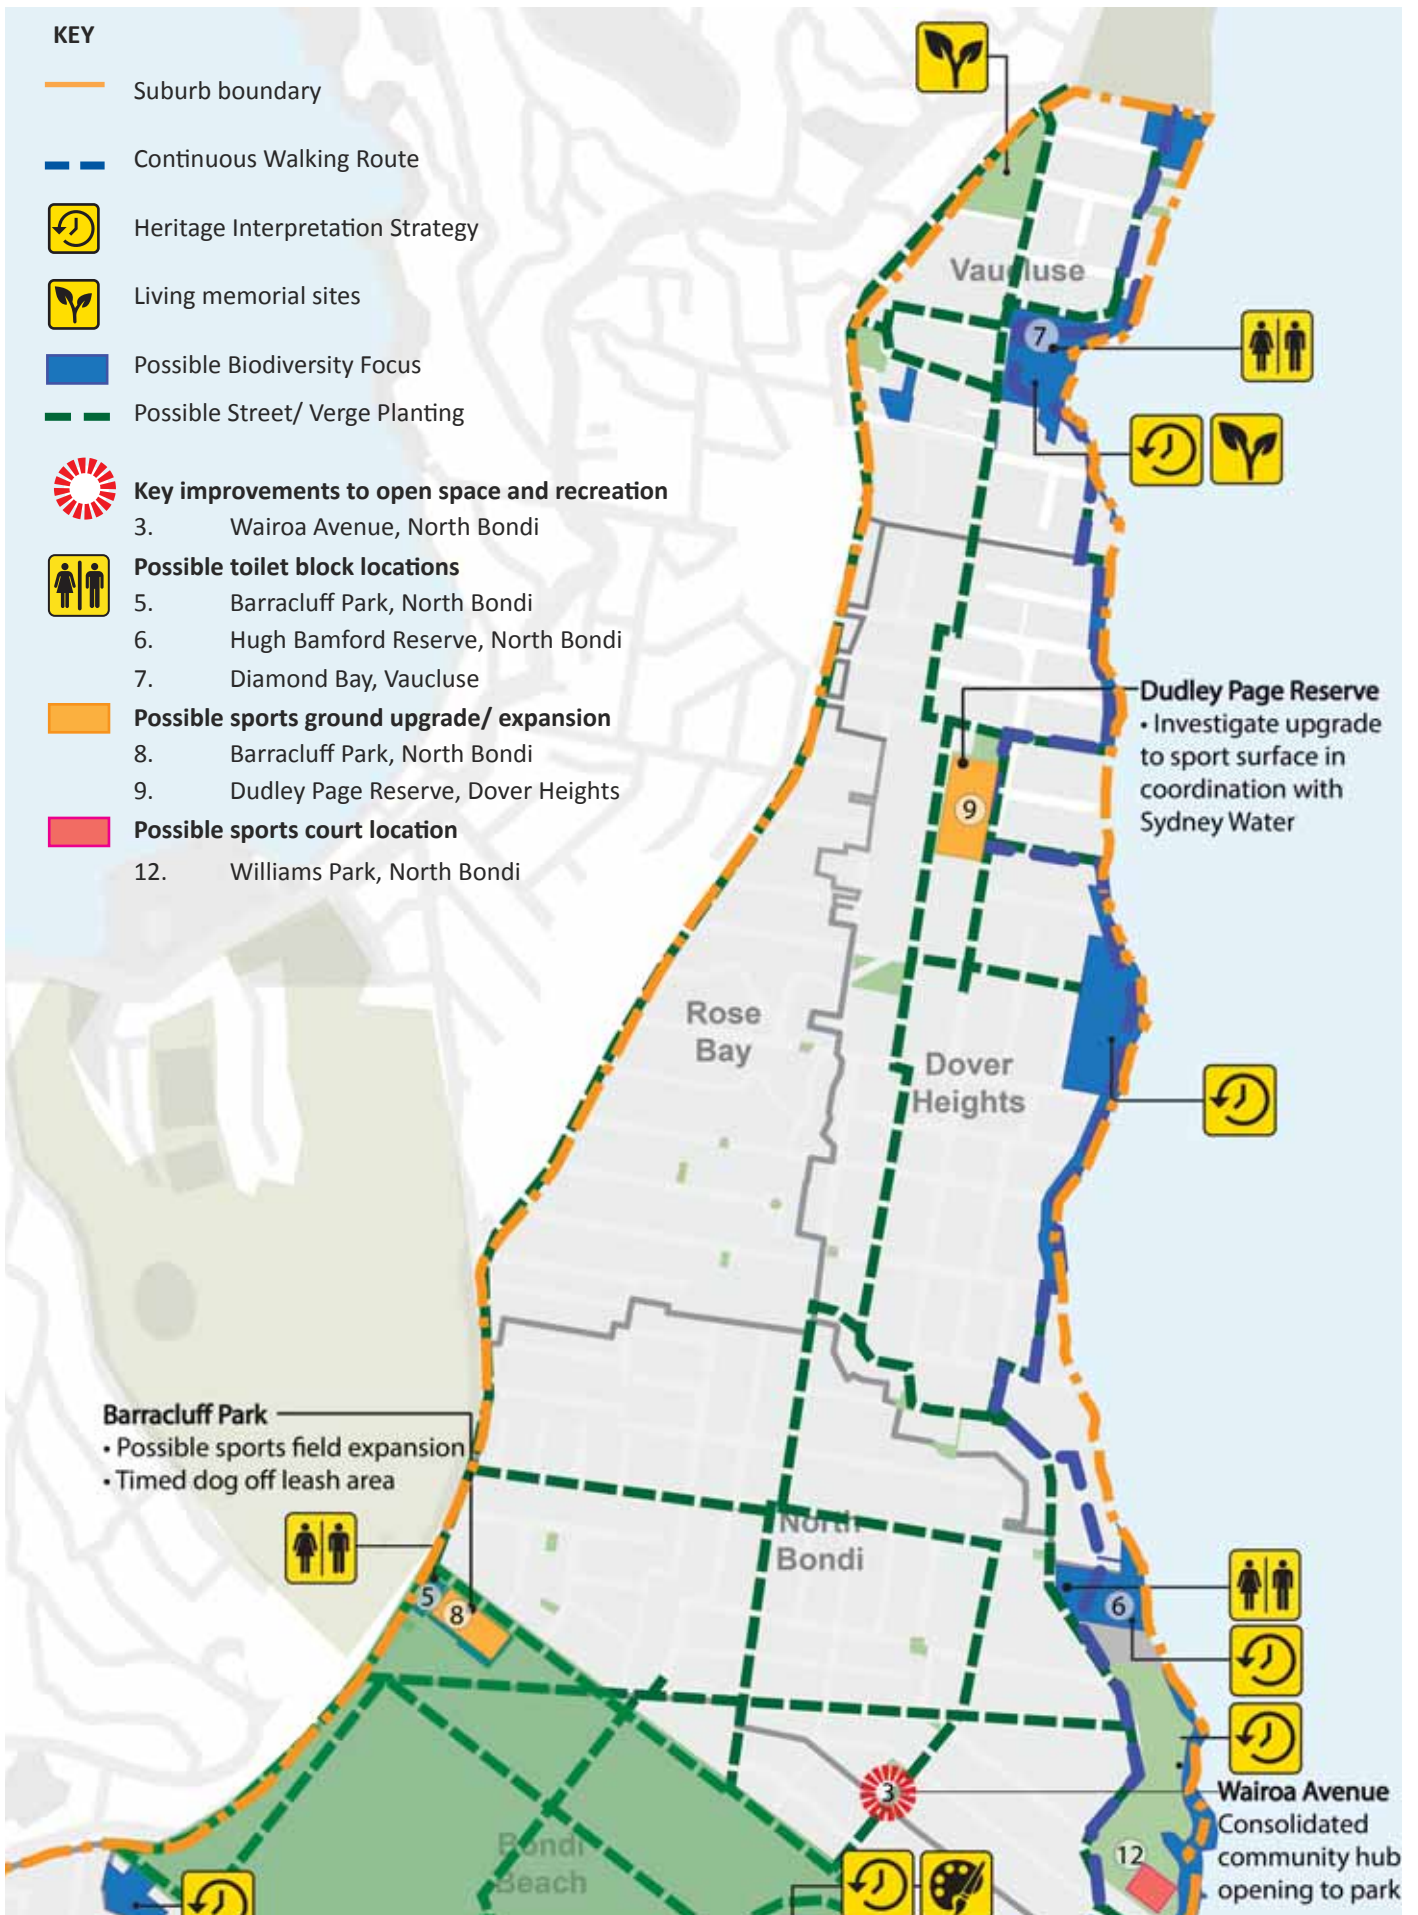 KEY
Suburb boundary
Continuous Walking Route
Heritage Interpretation Strategy
Living memorial sites
Possible Biodiversity Focus
Possible Street/ Verge Planting
Key improvements to open space and recreation
3. Wairoa Avenue, North Bondi
Possible toilet block locations
5. Barracluff Park, North Bondi
6. Hugh Bamford Reserve, North Bondi
7. Diamond Bay, Vaucluse
Possible sports ground upgrade/ expansion
8. Barracluff Park, North Bondi
9. Dudley Page Reserve, Dover Heights
Possible sports court location
12. Williams Park, North Bondi
Vaucluse
7
Dudley Page Reserve
• Investigate upgrade
to sport surface in
coordination with
Sydney Water
9
Rose
Bay
Dover
Heights
Barracluff Park
• Possible sports field expansion
• Timed dog off leash area
North
Bondi
5
8
6
3
Wairoa Avenue
Consolidated
community hub
opening to park
12
Bondi
Beach